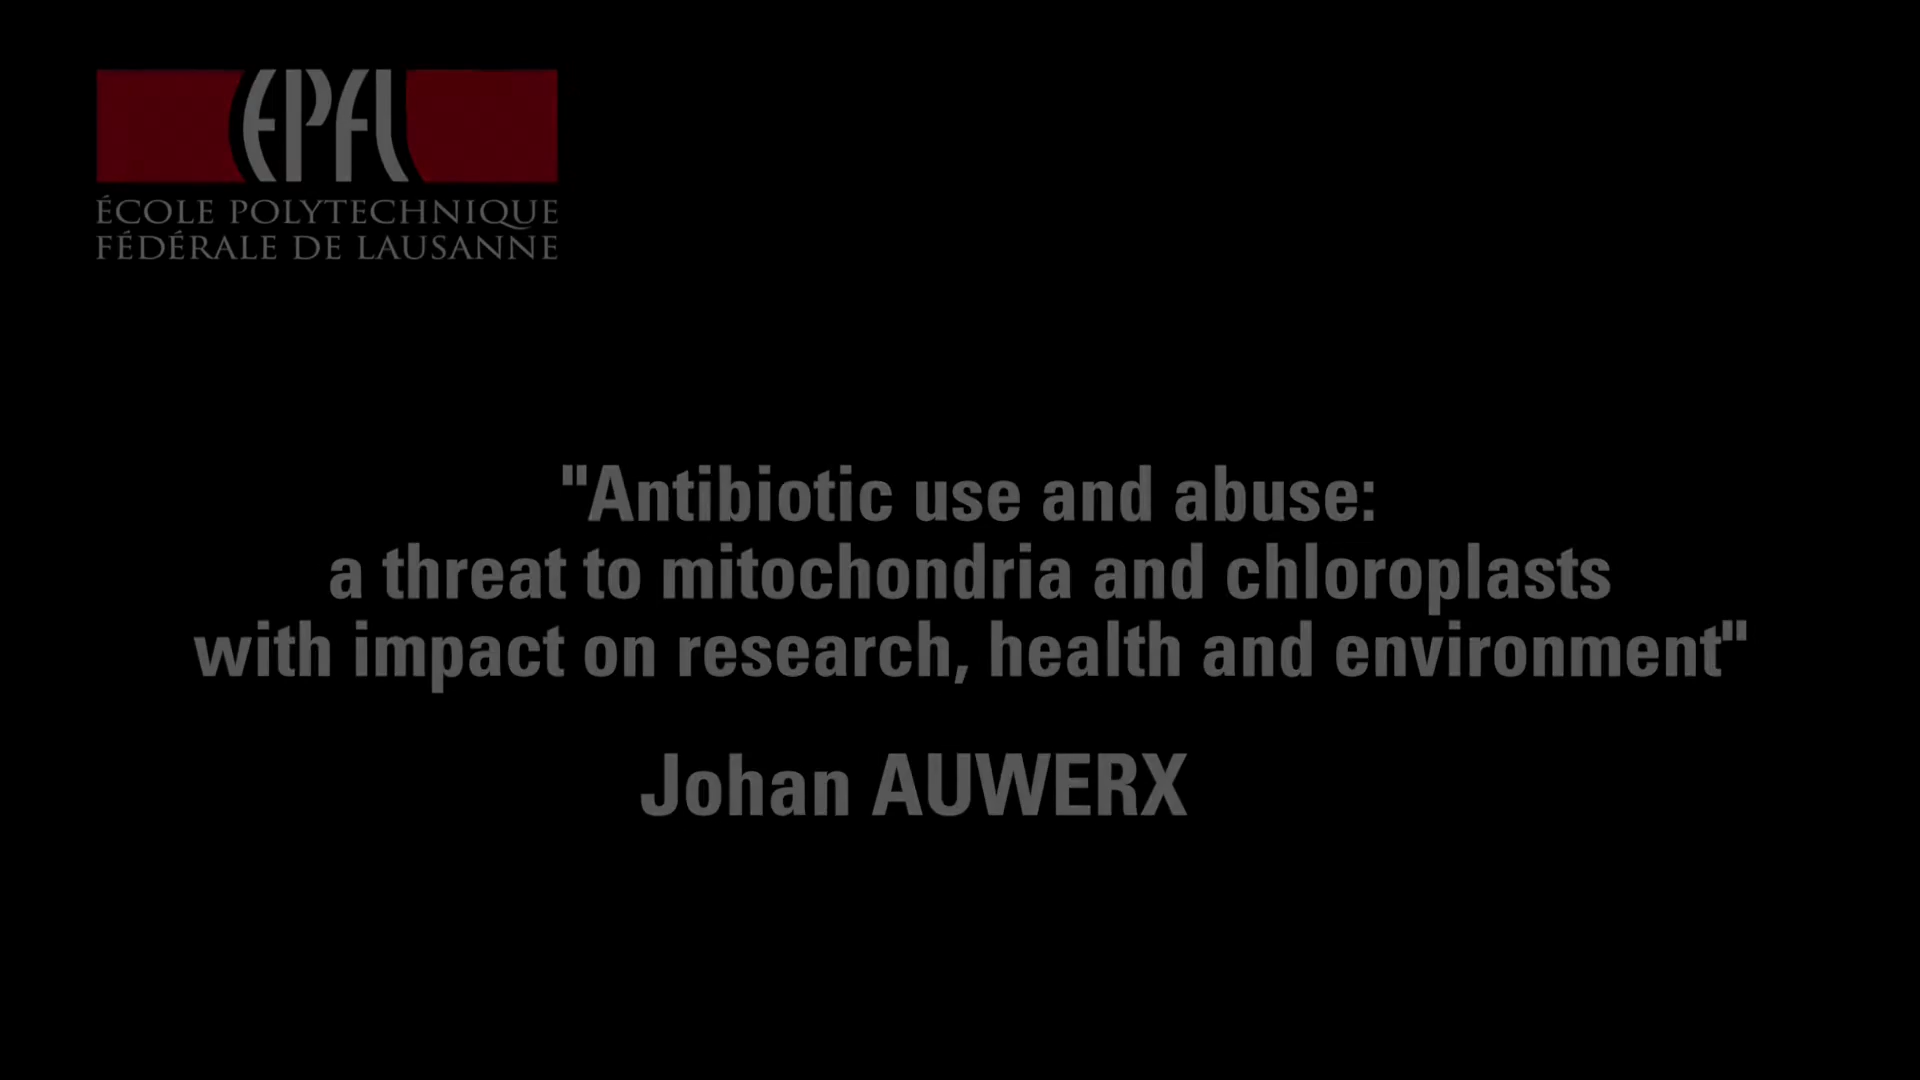 EPFL
ÉCOLE POLYTECHNIQUE
FÉDÉRALE DE LAUSANNE
"Antibiotic use and abuse:
a threat to mitochondria and chloroplasts
with impact on research, health and environment"
Johan AUWERX